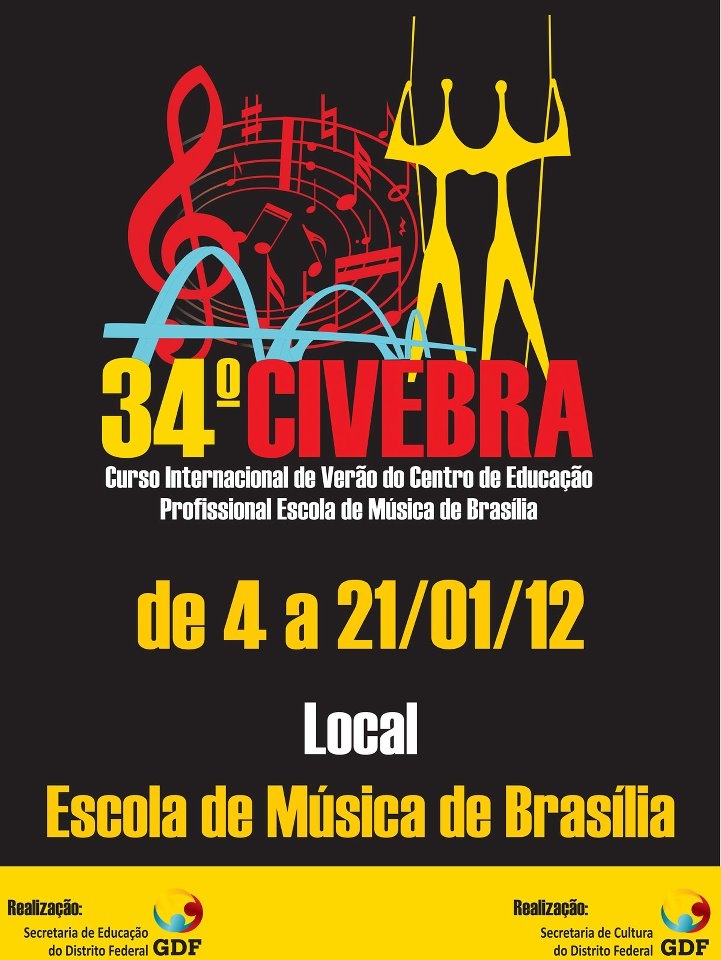 34º CIVEBRA
Curso Internacional de Verão do Centro de Educação
Profissional Escola de Música de Brasília
de 4 a 21/01/12
Local
Escola de Música de Brasília
Realização:
Secretaria de Educação
do Distrito Federal
GDF
Realização:
Secretaria de Cultura
do Distrito Federal
GDF